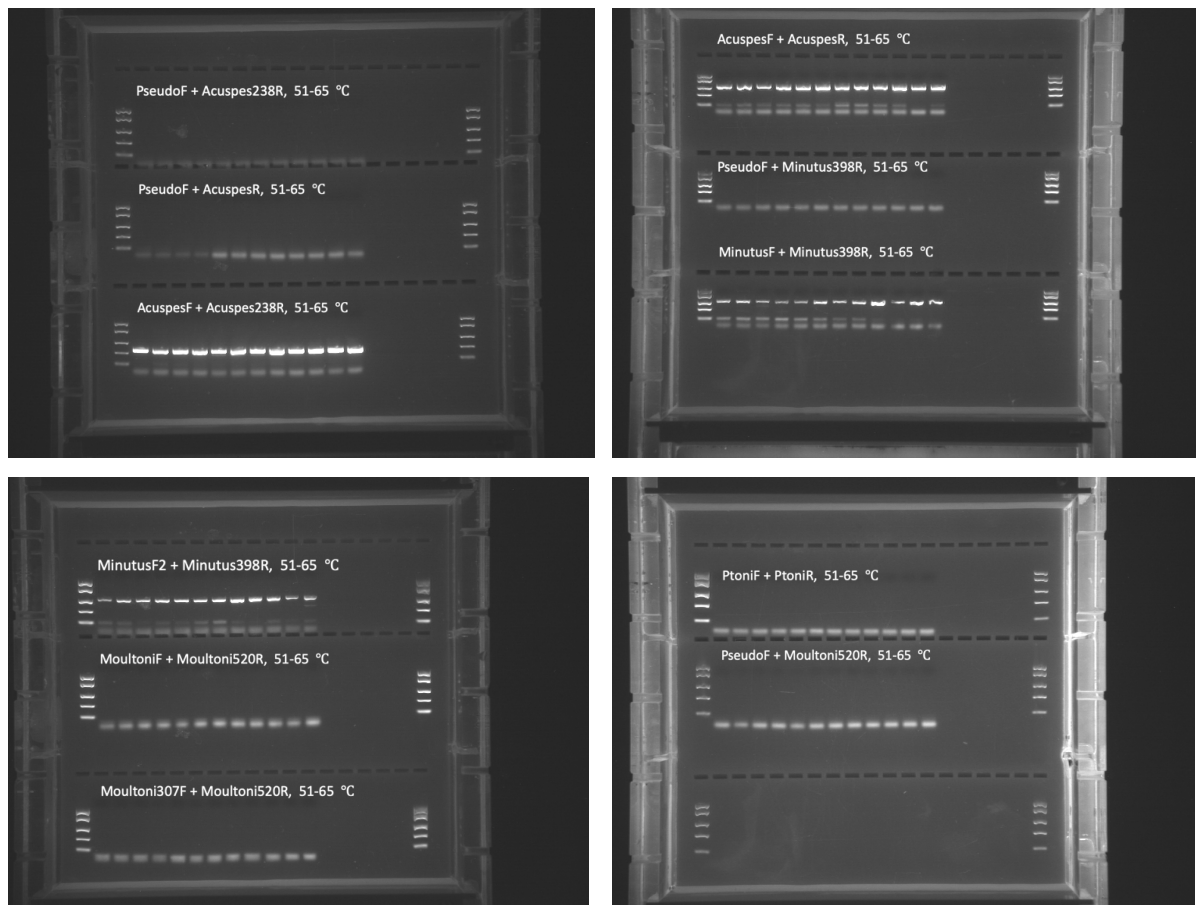 PseudoF + Acuspes238R, 51-65 °C
PseudoF + AcuspesR, 51-65 °C
AcuspesF + Acuspes238R, 51-65 °C
AcuspesF + AcuspesR, 51-65 °C
PseudoF + Minutus398R, 51-65 °C
MinutusF + Minutus398R, 51-65 °C
MinutusF2 + Minutus398R, 51-65 °C
MoultoniF + Moultoni520R, 51-65 °C
Moultoni307F + Moultoni520R, 51-65 °C
PtoniF + PtoniR, 51-65 °C
PseudoF + Moultoni520R, 51-65 °C